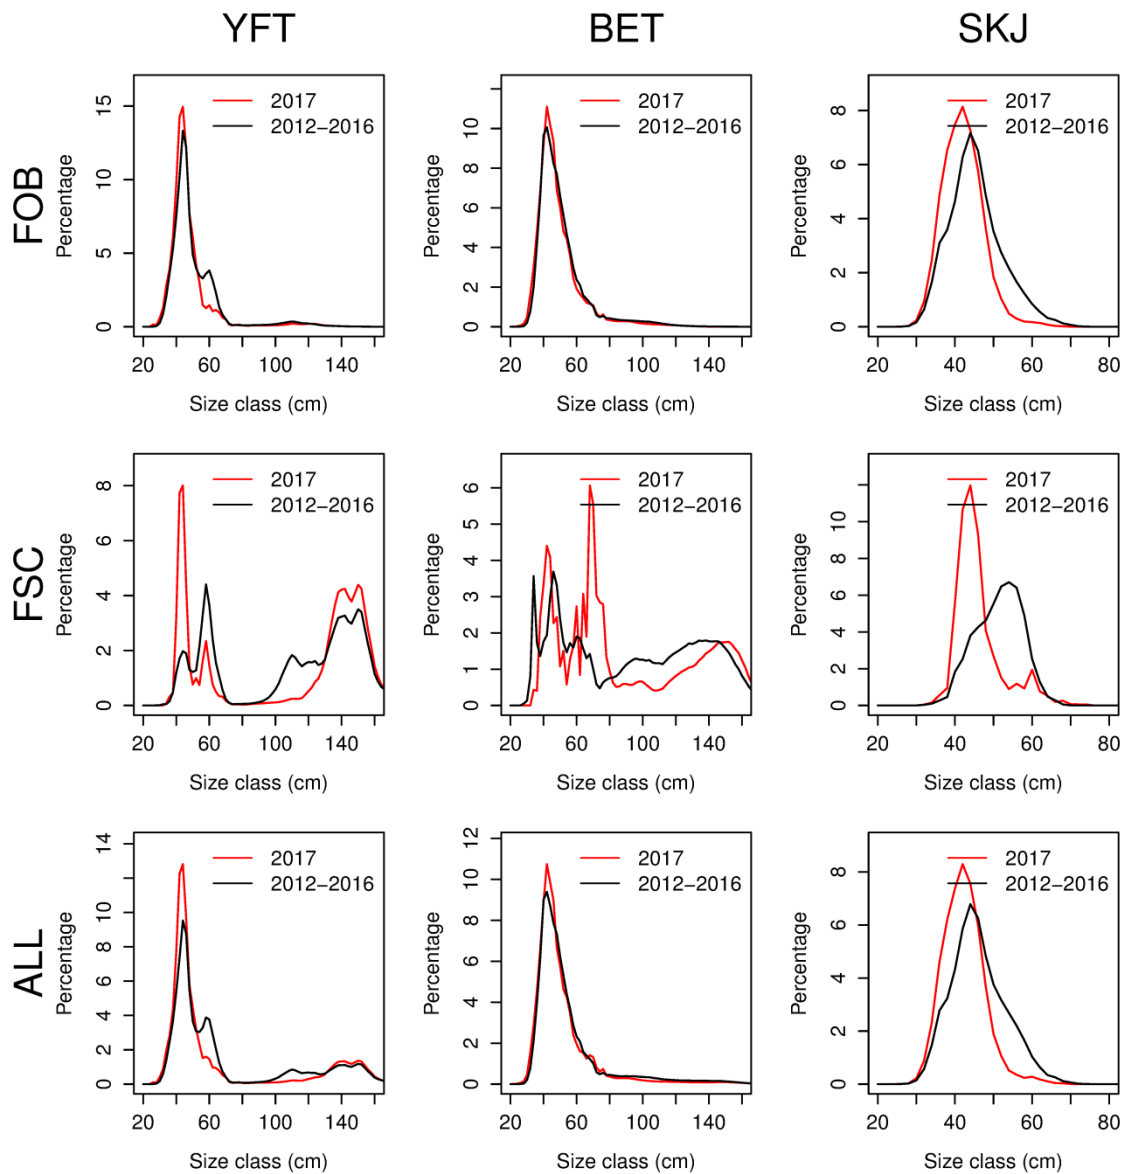 YFT BET SKJ
FOB
Percentage
0 5 10 15
2017
2012−2016
20 60 100 140
Size class (cm)
Percentage
0 2 4 6 8 10
2017
2012−2016
20 60 100 140
Size class (cm)
Percentage
0 2 4 6 8
2017
2012−2016
20 40 60 80
Size class (cm)
FSC
Percentage
0 2 4 6 8
2017
2012−2016
20 60 100 140
Size class (cm)
Percentage
0 1 2 3 4 5 6
2017
2012−2016
20 60 100 140
Size class (cm)
Percentage
0 2 4 6 8 10
2017
2012−2016
20 40 60 80
Size class (cm)
ALL
Percentage
0 2 4 6 8 10 12 14
2017
2012−2016
20 60 100 140
Size class (cm)
Percentage
0 2 4 6 8 10 12
2017
2012−2016
20 60 100 140
Size class (cm)
Percentage
0 2 4 6 8
2017
2012−2016
20 40 60 80
Size class (cm)